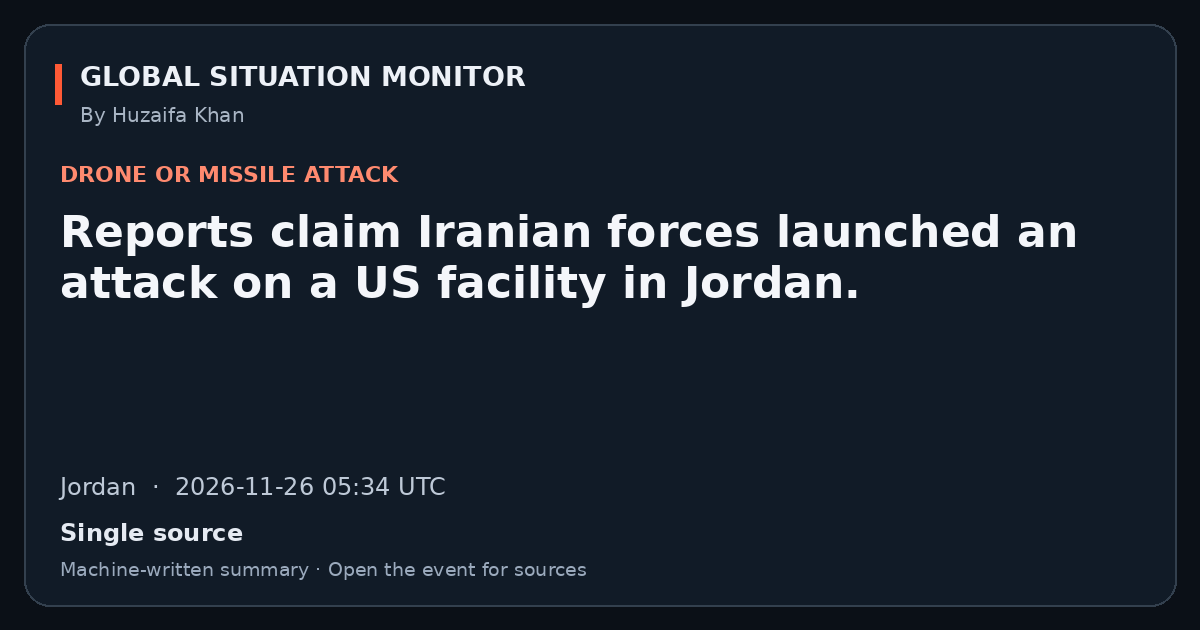 GLOBAL SITUATION MONITOR
By Huzaifa Khan
DRONE OR MISSILE ATTACK
Reports claim Iranian forces launched an
attack on a US facility in Jordan.
Jordan · 2026-11-26 05:34 UTC
Single source
Machine-written summary · Open the event for sources